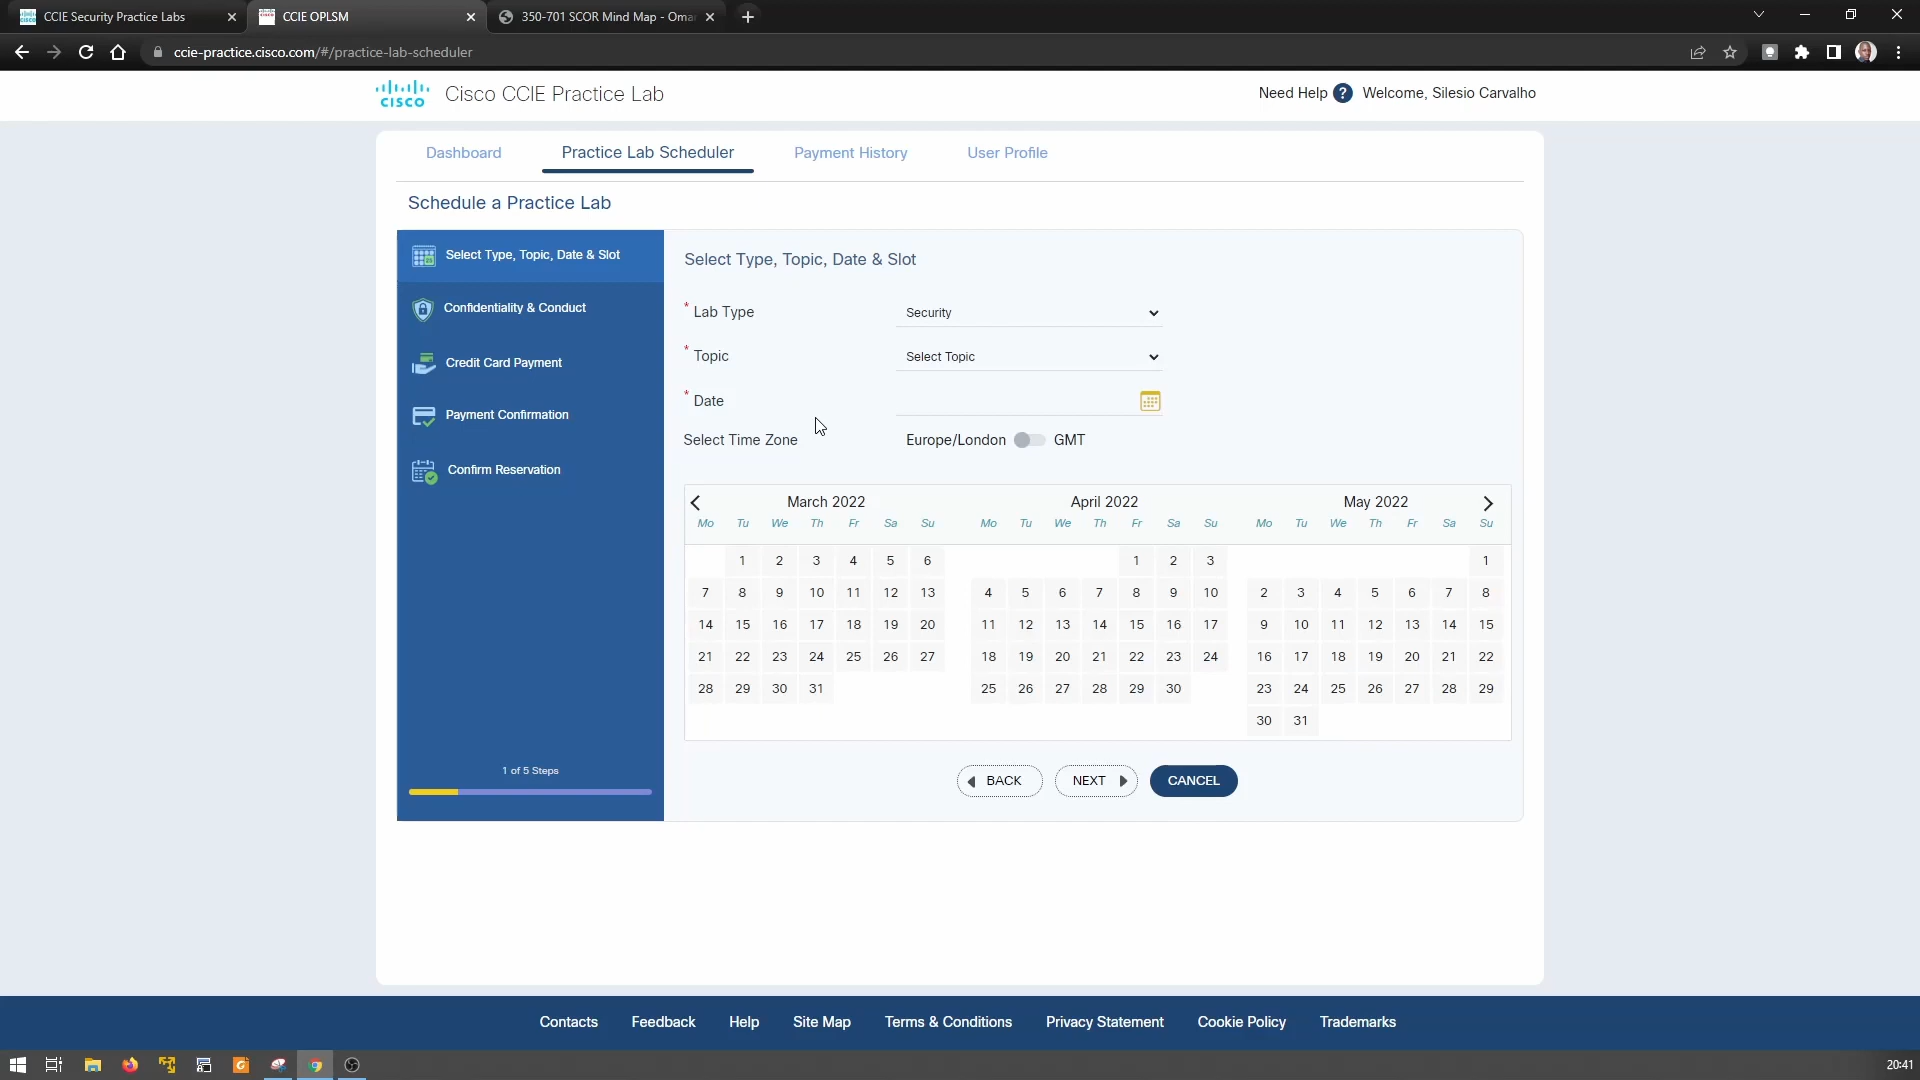 CCIE Security Practice Labs
CCIE OPLSM
350-701 SCOR Mind Map - Oma
ccie-practice.cisco.com/#/practice-lab-scheduler
CISCO
Cisco CCIE Practice Lab
Need Help ? Welcome, Silesio Carvalho
Dashboard
Practice Lab Scheduler
Payment History
User Profile
Schedule a Practice Lab
Select Type, Topic, Date & Slot
Confidentiality & Conduct
Credit Card Payment
Payment Confirmation
Confirm Reservation
1 of 5 Steps
Select Type, Topic, Date & Slot
* Lab Type Security
* Topic Select Topic
* Date
Select Time Zone Europe/London GMT
March 2022
Mo Tu We Th Fr Sa Su
1 2 3 4 5 6
7 8 9 10 11 12 13
14 15 16 17 18 19 20
21 22 23 24 25 26 27
28 29 30 31
April 2022
Mo Tu We Th Fr Sa Su
1 2 3
4 5 6 7 8 9 10
11 12 13 14 15 16 17
18 19 20 21 22 23 24
25 26 27 28 29 30
May 2022
Mo Tu We Th Fr Sa Su
1
2 3 4 5 6 7 8
9 10 11 12 13 14 15
16 17 18 19 20 21 22
23 24 25 26 27 28 29
30 31
BACK
NEXT
CANCEL
Contacts Feedback Help Site Map Terms & Conditions Privacy Statement Cookie Policy Trademarks
20:41